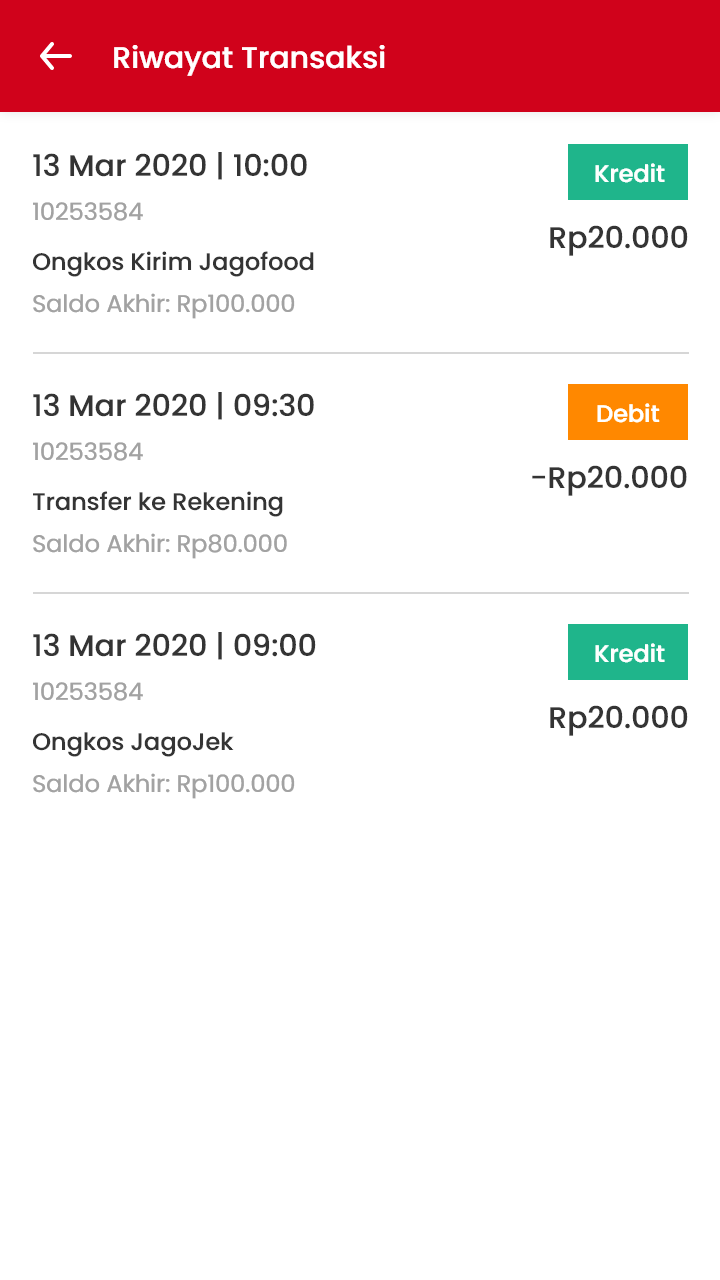 Riwayat Transaksi
13 Mar 2020 | 10:00
Kredit
10253584
Rp20.000
Ongkos Kirim Jagofood
Saldo Akhir: Rp100.000
13 Mar 2020 | 09:30
Debit
10253584
-Rp20.000
Transfer ke Rekening
Saldo Akhir: Rp80.000
13 Mar 2020 | 09:00
Kredit
10253584
Rp20.000
Ongkos JagoJek
Saldo Akhir: Rp100.000